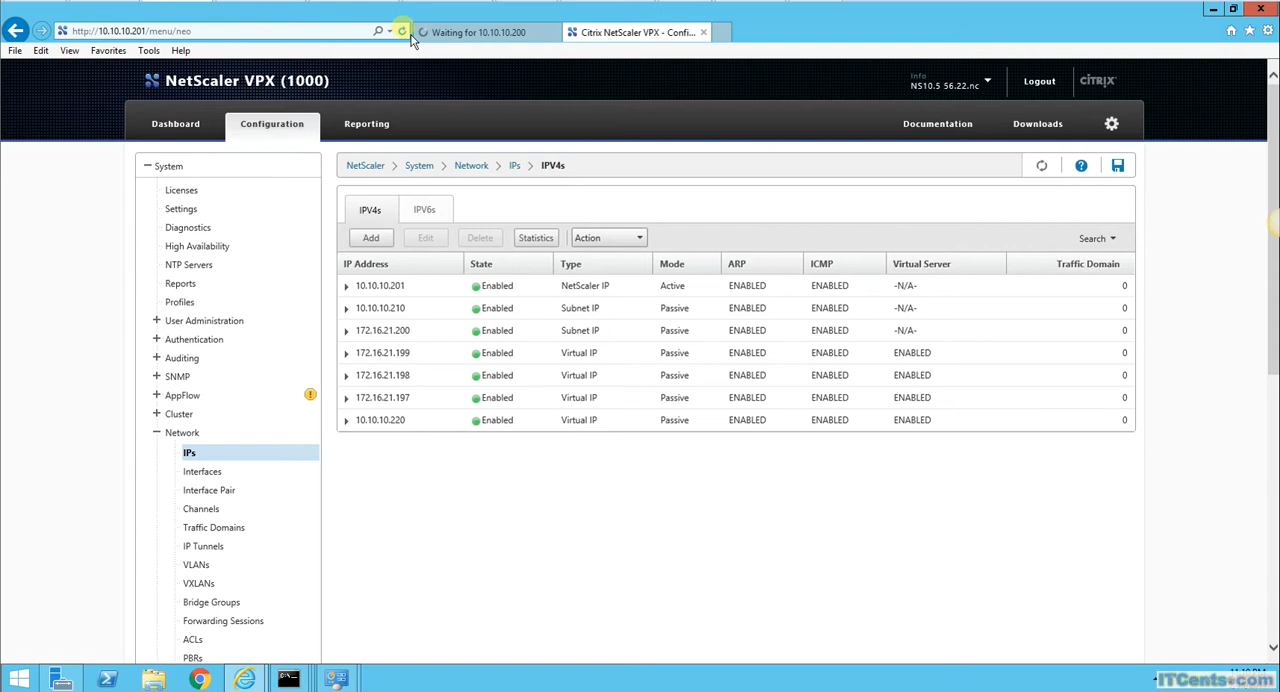 http://10.10.10.201/menu/neo
Waiting for 10.10.10.200
Citrix NetScaler VPX - Confi...
File Edit View Favorites Tools Help
NetScaler VPX (1000)
Info
NS10.5 56.22.nc
Logout
CİTRIX
Dashboard Configuration Reporting Documentation Downloads
System
Licenses
Settings
Diagnostics
High Availability
NTP Servers
Reports
Profiles
User Administration
Authentication
Auditing
SNMP
AppFlow
Cluster
Network
IPs
Interfaces
Interface Pair
Channels
Traffic Domains
IP Tunnels
VLANs
VXLANs
Bridge Groups
Forwarding Sessions
ACLs
PBRs
NetScaler > System > Network > IPs > IPV4s
IPV4s IPV6s
Add Edit Delete Statistics Action Search
IP Address State Type Mode ARP ICMP Virtual Server Traffic Domain
10.10.10.201 Enabled NetScaler IP Active ENABLED ENABLED -N/A- 0
10.10.10.210 Enabled Subnet IP Passive ENABLED ENABLED -N/A- 0
172.16.21.200 Enabled Subnet IP Passive ENABLED ENABLED -N/A- 0
172.16.21.199 Enabled Virtual IP Passive ENABLED ENABLED ENABLED 0
172.16.21.198 Enabled Virtual IP Passive ENABLED ENABLED ENABLED 0
172.16.21.197 Enabled Virtual IP Passive ENABLED ENABLED ENABLED 0
10.10.10.220 Enabled Virtual IP Passive ENABLED ENABLED ENABLED 0
ITCents.com